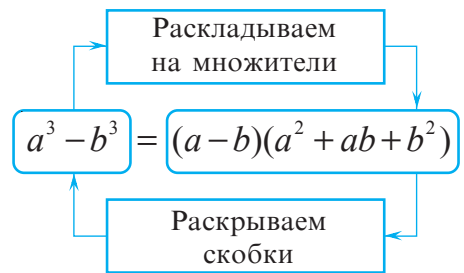 Раскладываем
на множители
a³ − b³ = (a − b)(a² + ab + b²)
Раскрываем
скобки